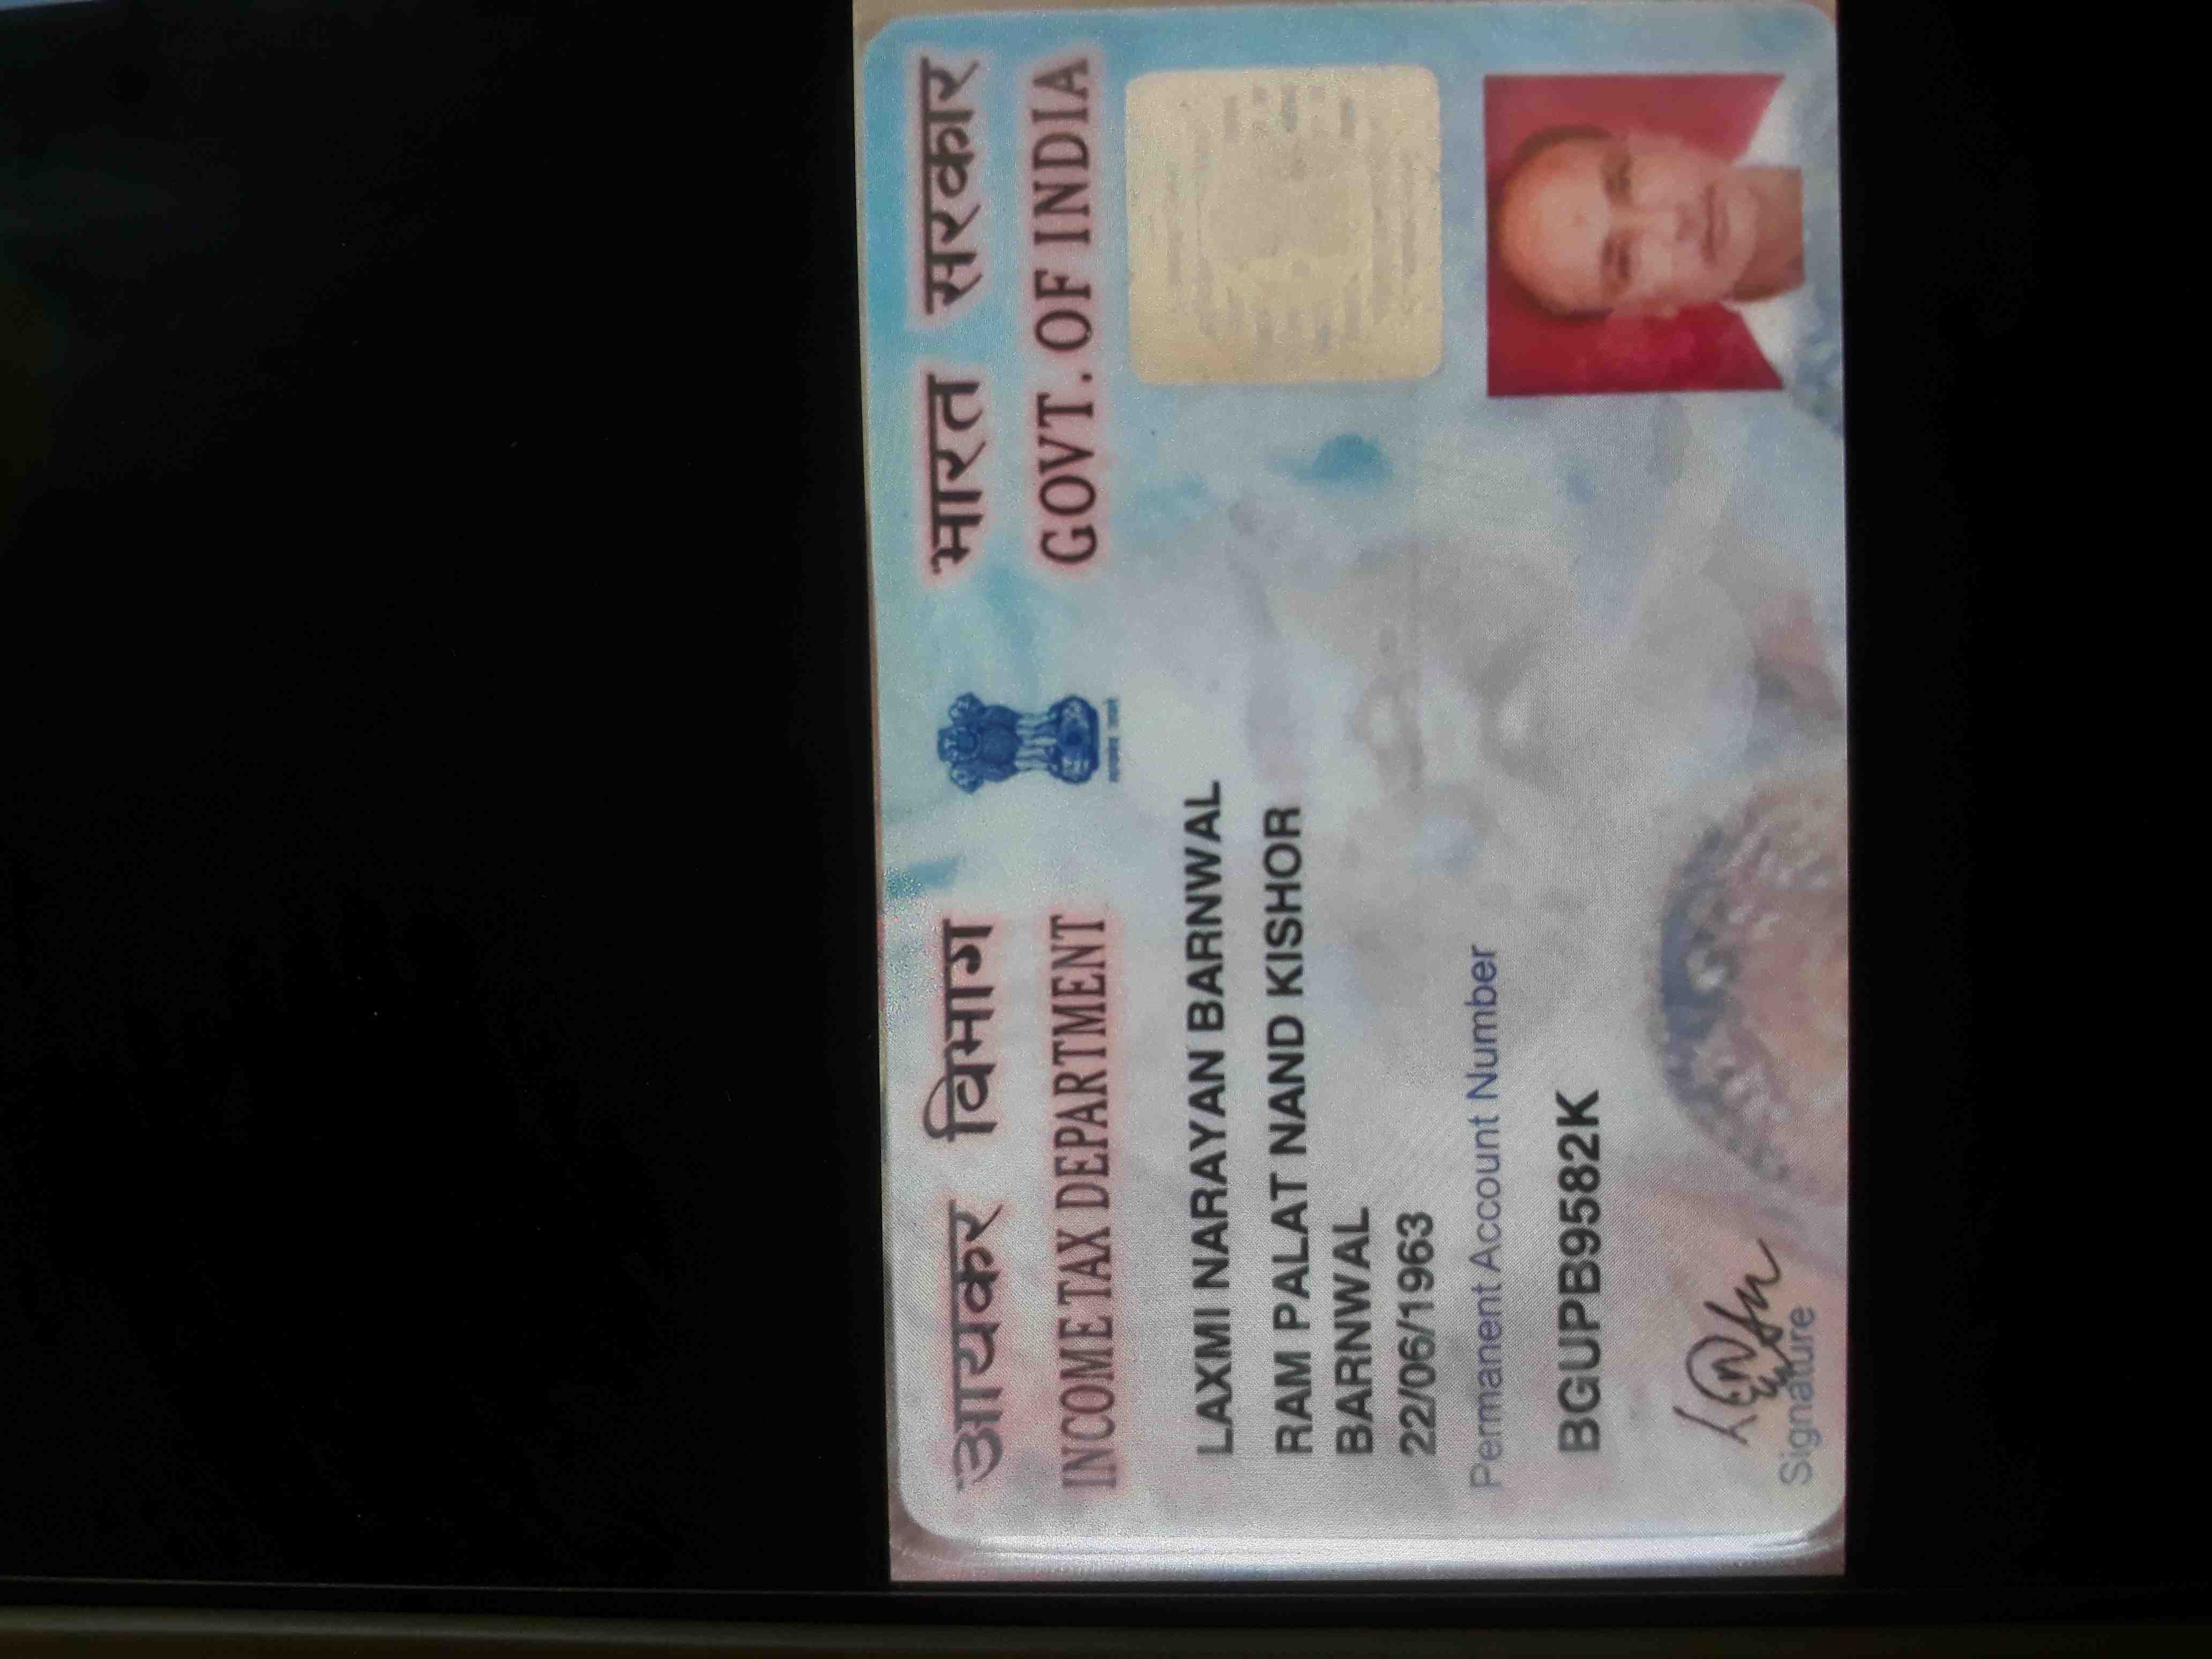 आयकर विभाग
INCOME TAX DEPARTMENT
भारत सरकार
GOVT. OF INDIA
LAXMI NARAYAN BARNWAL
RAM PALAT NAND KISHOR
BARNWAL
22/06/1963
Permanent Account Number
BGUPB9582K
Signature